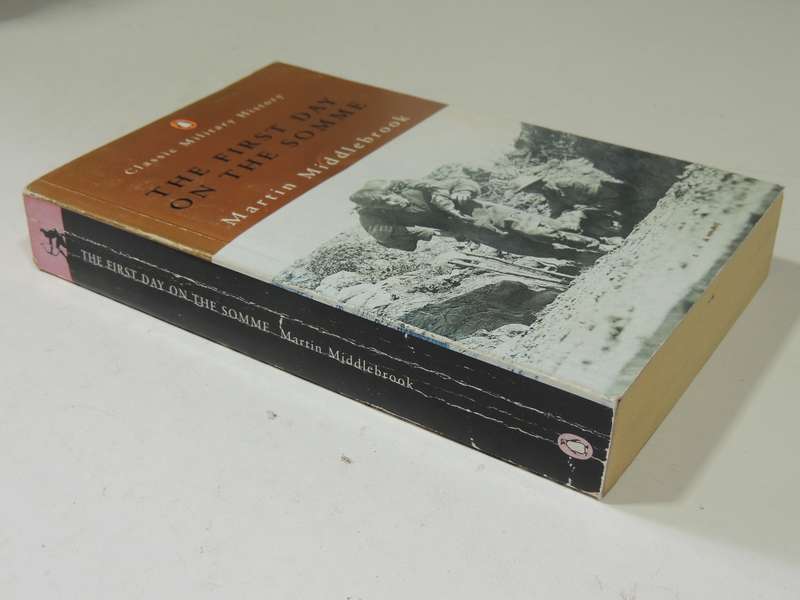 Classic Military History
THE FIRST DAY
ON THE SOMME
Martin Middlebrook
THE FIRST DAY ON THE SOMME Martin Middlebrook